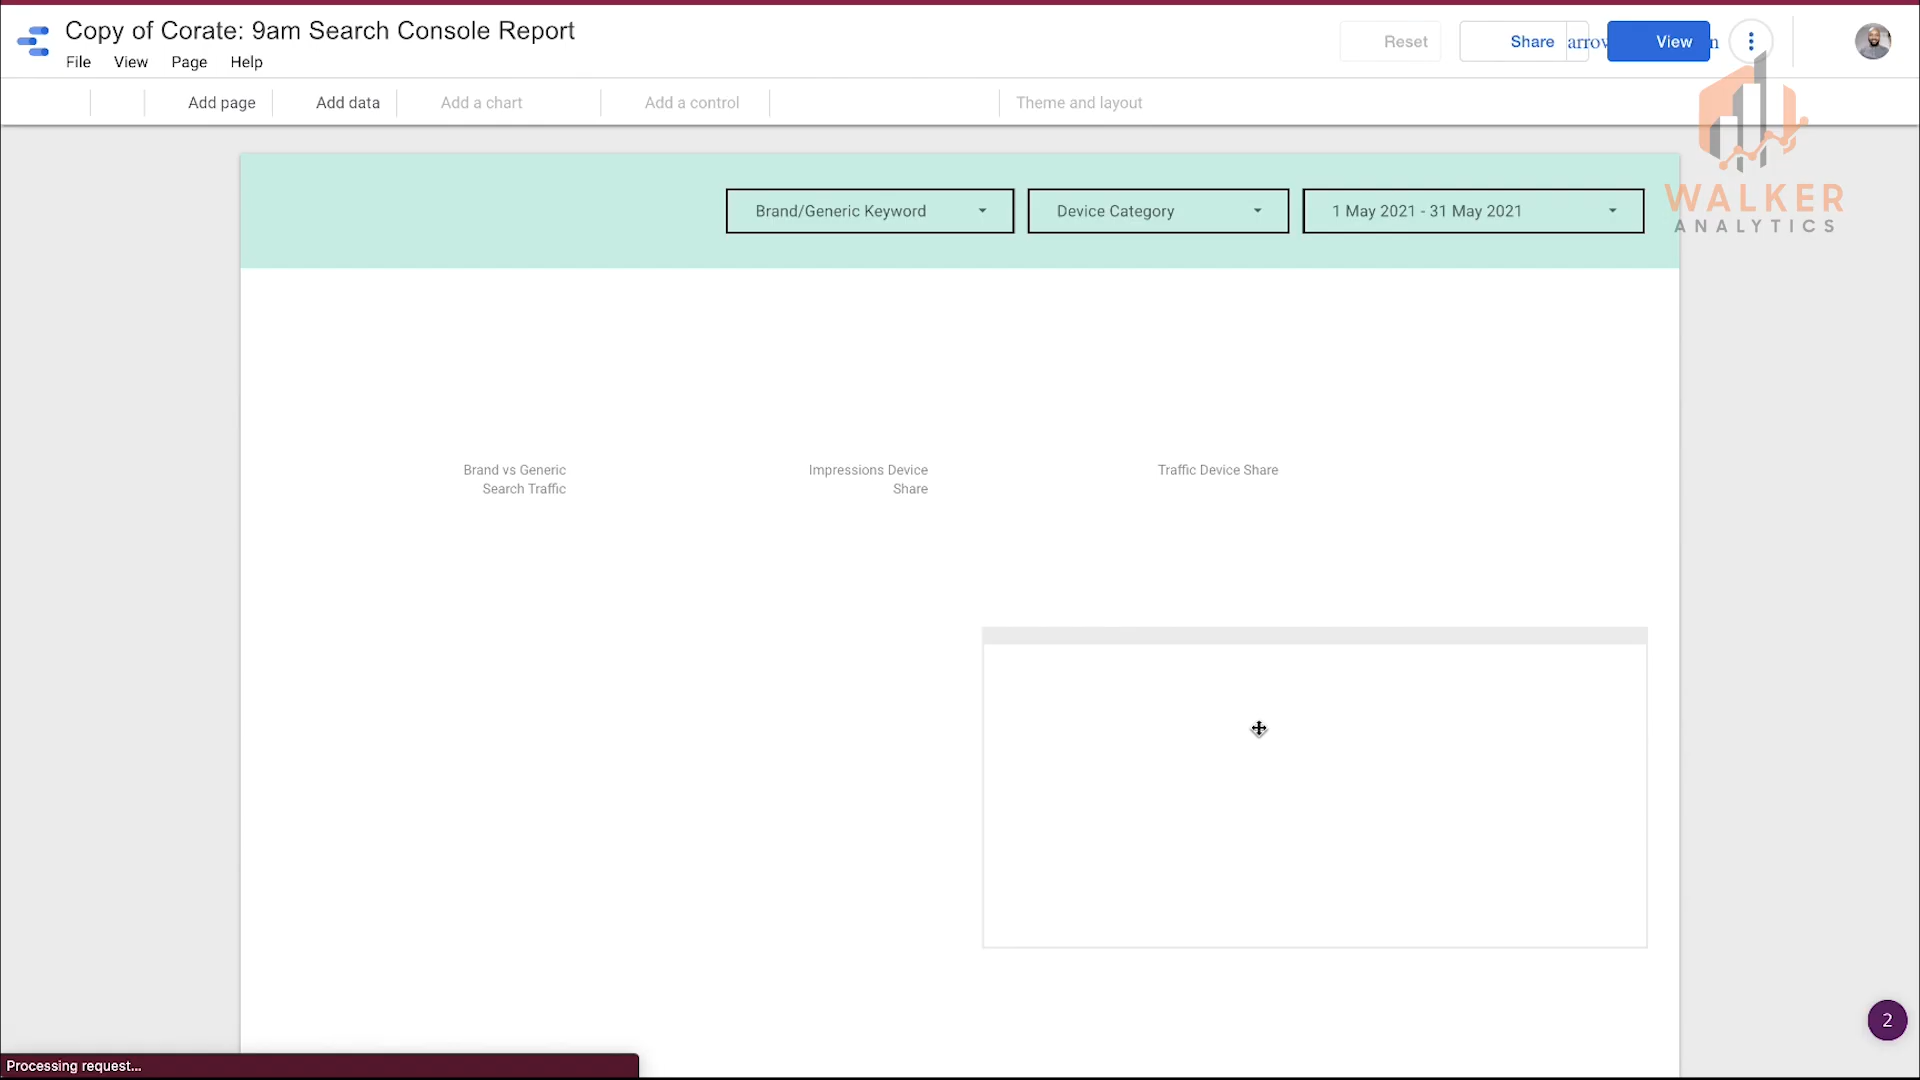 Copy of Corate: 9am Search Console Report
File View Page Help
Reset
Share
arrow
View
n
Add page
Add data
Add a chart
Add a control
Theme and layout
WALKER
ANALYTICS
Brand/Generic Keyword
Device Category
1 May 2021 - 31 May 2021
Brand vs Generic
Search Traffic
Impressions Device
Share
Traffic Device Share
2
Processing request...